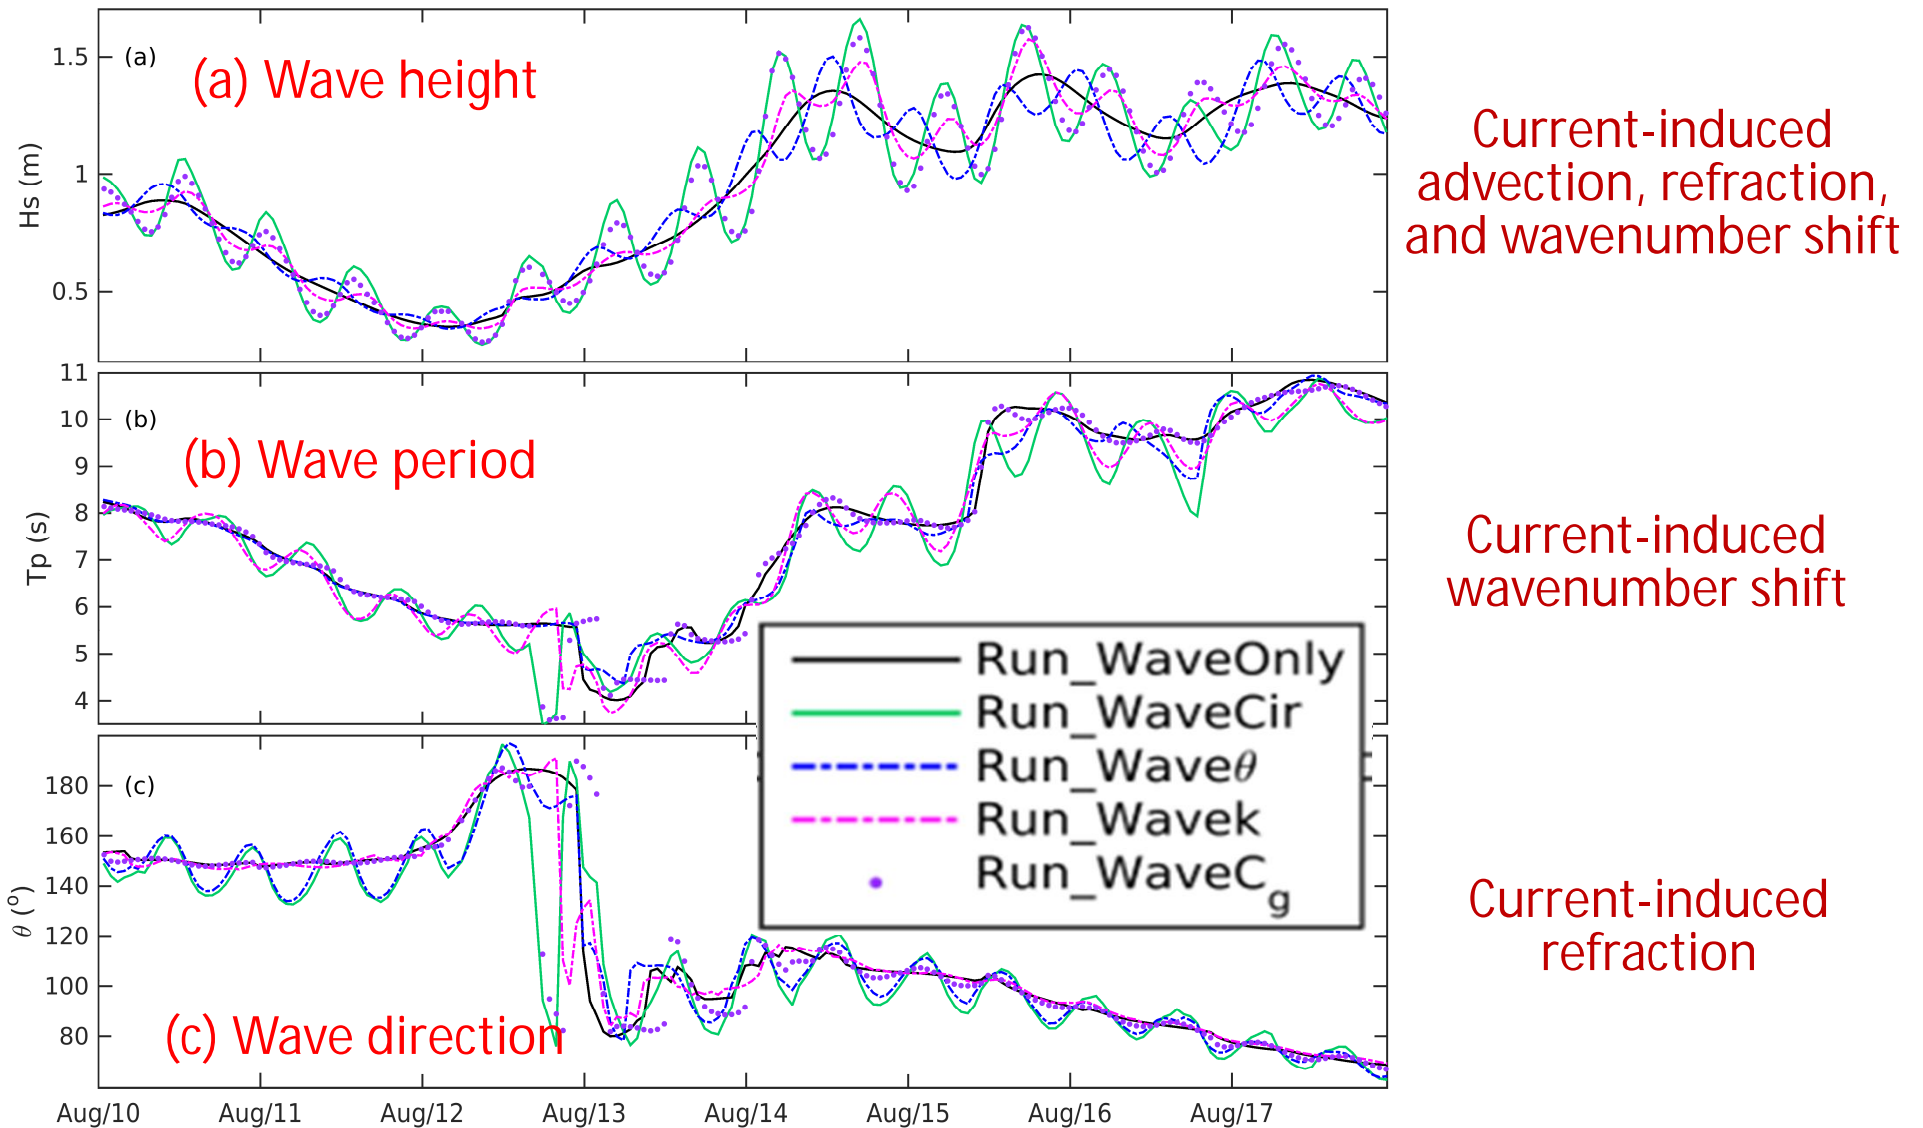 (a)
(a) Wave height
1.5
1
0.5
Hs (m)
Current-induced
advection, refraction,
and wavenumber shift
(b)
(b) Wave period
11
10
9
8
7
6
5
4
Tp (s)
Current-induced
wavenumber shift
Run_WaveOnly
Run_WaveCir
Run_Waveθ
Run_Wavek
Run_WaveCg
(c)
(c) Wave direction
180
160
140
120
100
80
θ (º)
Current-induced
refraction
Aug/10 Aug/11 Aug/12 Aug/13 Aug/14 Aug/15 Aug/16 Aug/17